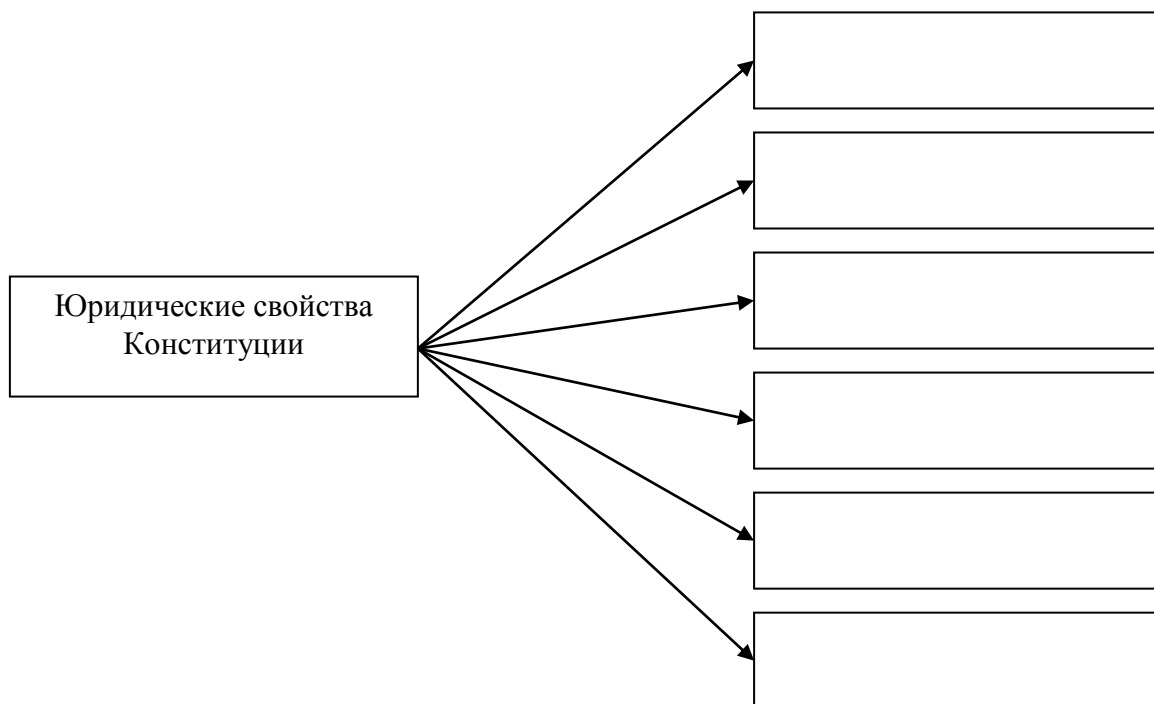 Юридические свойства
Конституции